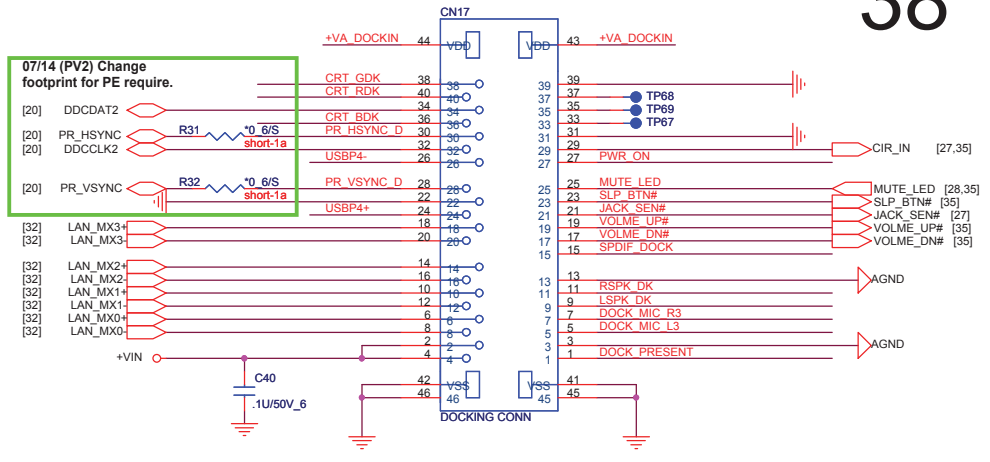 38
CN17
+VA_DOCKIN 44 VDD VDD 43 +VA_DOCKIN
07/14 (PV2) Change
footprint for PE require.
CRT_GDK 38 38 39 39
CRT_RDK 40 40 37 37 TP68
[20] DDCDAT2 34 34 35 35 TP69
CRT_BDK 36 36 33 33 TP67
[20] PR_HSYNC R31 *0_6/S short-1a PR_HSYNC_D 30 30 31 31
[20] DDCCLK2 32 32 29 29 CIR_IN [27,35]
USBP4- 26 26 27 27 PWR_ON
[20] PR_VSYNC R32 *0_6/S short-1a PR_VSYNC_D 28 28 25 25 MUTE_LED MUTE_LED [28,35]
22 22 23 23 SLP_BTN# SLP_BTN# [35]
USBP4+ 24 24 21 21 JACK_SEN# JACK_SEN# [27]
[32] LAN_MX3+ 18 18 19 19 VOLME_UP# VOLME_UP# [35]
[32] LAN_MX3- 20 20 17 17 VOLME_DN# VOLME_DN# [35]
15 15 SPDIF_DOCK
[32] LAN_MX2+ 14 14 13 13 AGND
[32] LAN_MX2- 16 16 11 11 RSPK_DK
[32] LAN_MX1+ 10 10 9 9 LSPK_DK
[32] LAN_MX1- 12 12 7 7 DOCK_MIC_R3
[32] LAN_MX0+ 6 6 5 5 DOCK_MIC_L3
[32] LAN_MX0- 8 8 3 3 AGND
2 2 1 1 DOCK_PRESENT
+VIN 4 4
C40
.1U/50V_6
42 VSS VSS 41
46 46 45 45
DOCKING CONN